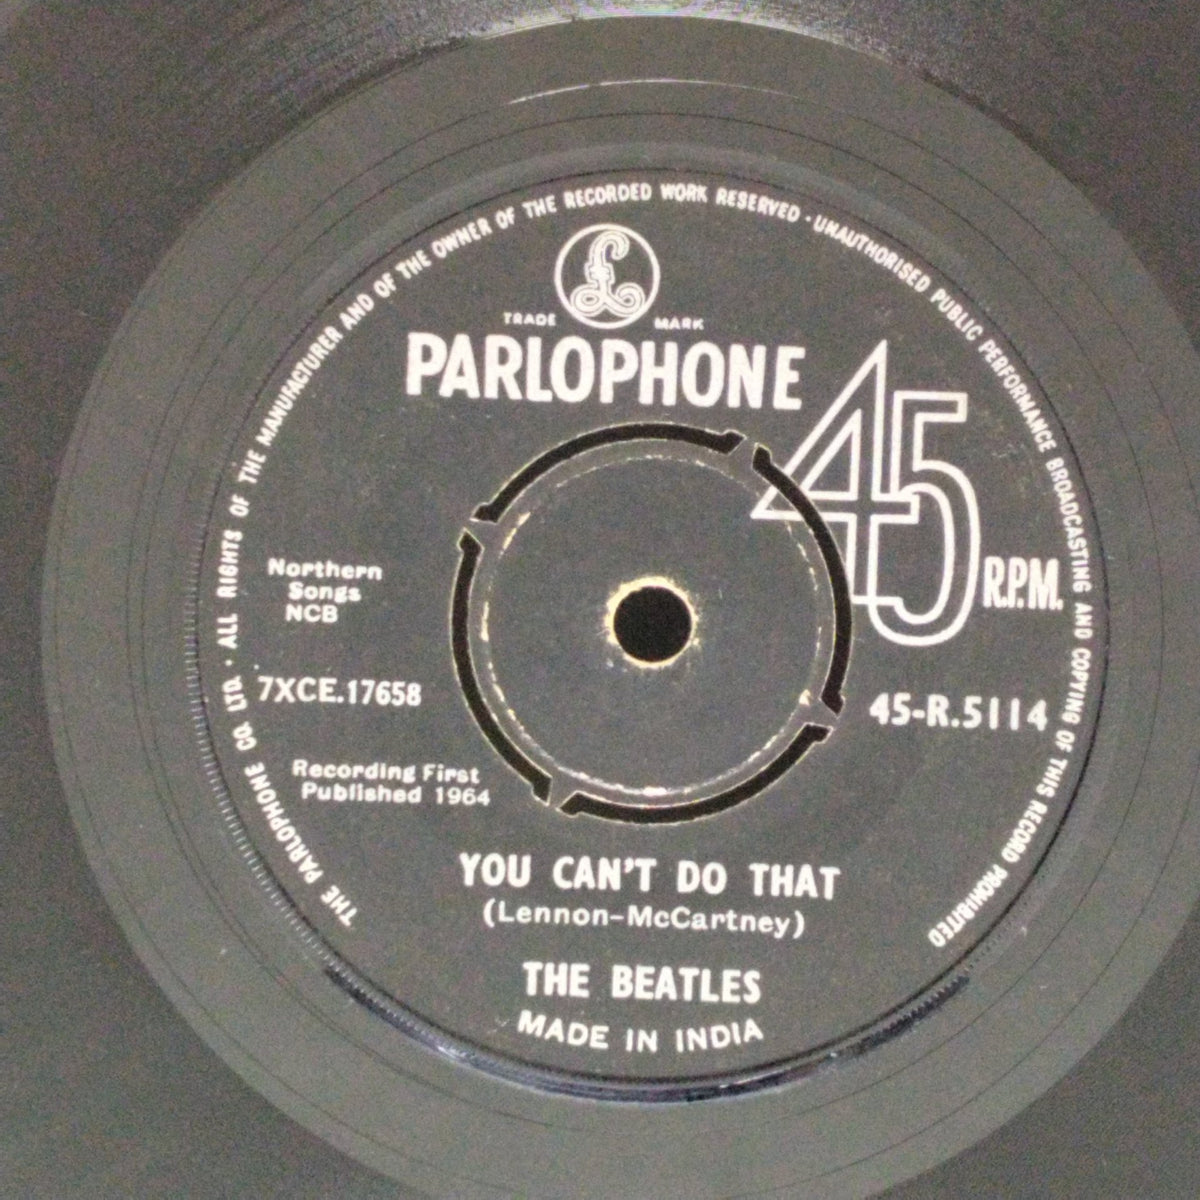 THE PARLOPHONE CO. LTD. · ALL RIGHTS OF THE MANUFACTURER AND OF THE OWNER OF THE RECORDED WORK RESERVED · UNAUTHORISED PUBLIC PERFORMANCE BROADCASTING AND COPYING OF THIS RECORD PROHIBITED
£
TRADE MARK
PARLOPHONE
45 R.P.M.
Northern
Songs
NCB
7XCE.17658
45-R.5114
Recording First
Published 1964
YOU CAN'T DO THAT
(Lennon-McCartney)
THE BEATLES
MADE IN INDIA